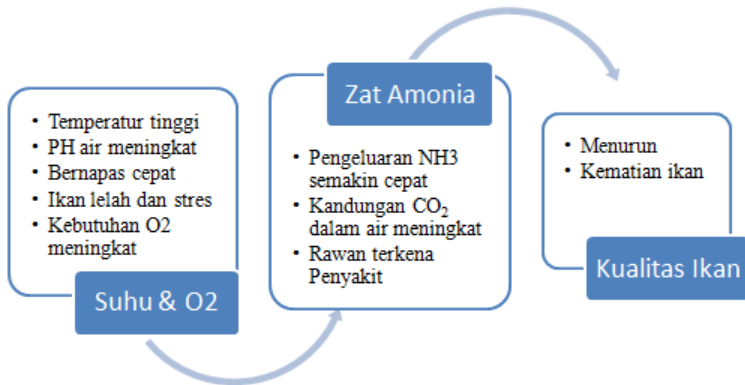 • Temperatur tinggi
• PH air meningkat
• Bernapas cepat
• Ikan lelah dan stres
• Kebutuhan O2
meningkat
Suhu & O2
Zat Amonia
• Pengeluaran NH3
semakin cepat
• Kandungan CO₂
dalam air meningkat
• Rawan terkena
Penyakit
• Menurun
• Kematian ikan
Kualitas Ikan